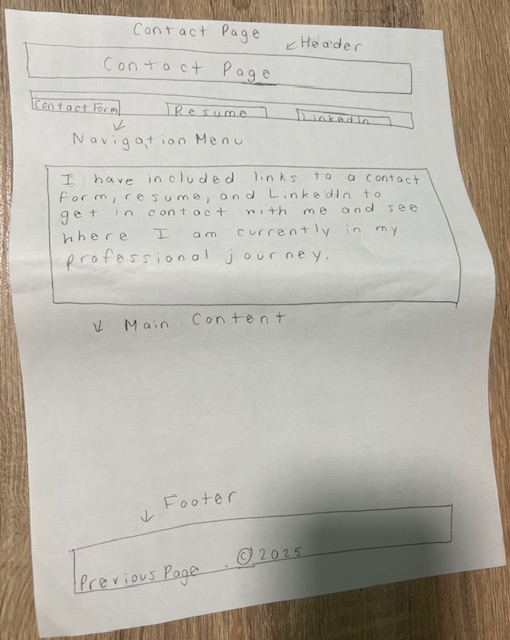 Contact Page
Header
Contact Page
Contact Form Resume LinkedIn
Navigation Menu
I have included links to a contact
form, resume, and LinkedIn to
get in contact with me and see
where I am currently in my
professional journey.
Main Content
Footer
Previous Page © 2025